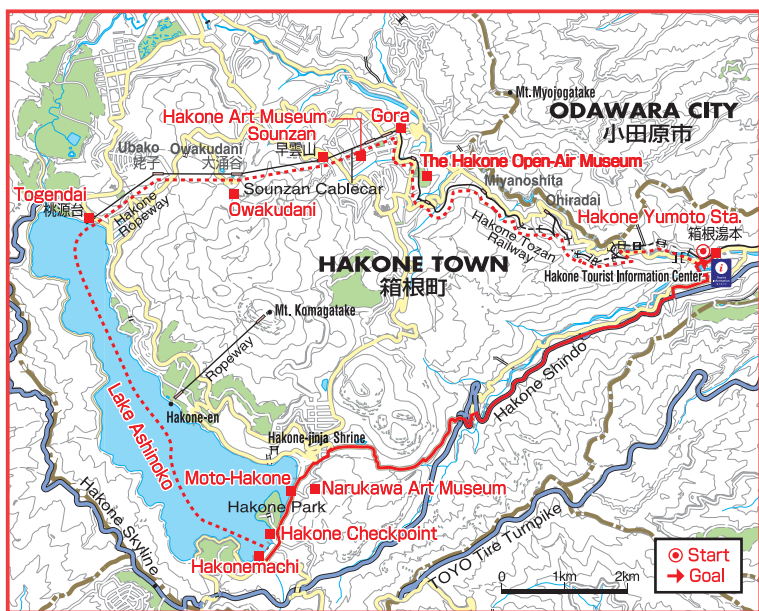 Mt. Myojogatake
ODAWARA CITY
小田原市
Hakone Art Museum
Gora
Sounzan
早雲山
Ubako
姥子
Owakudani
大涌谷
The Hakone Open-Air Museum
Miyanoshita
Ohiradai
Togendai
桃源台
Hakone
Ropeway
Sounzan Cablecar
Owakudani
Hakone Tozan
Railway
Hakone Yumoto Sta.
箱根湯本
Hakone Tourist Information Center
i
HAKONE TOWN
箱根町
Mt. Komagatake
Ropeway
Hakone-en
Lake Ashinoko
Hakone Shindo
Hakone-jinja Shrine
Moto-Hakone
Narukawa Art Museum
Hakone Park
Hakone Checkpoint
Hakonemachi
Hakone Skyline
TOYO Tire Turnpike
Start
Goal
0 1km 2km